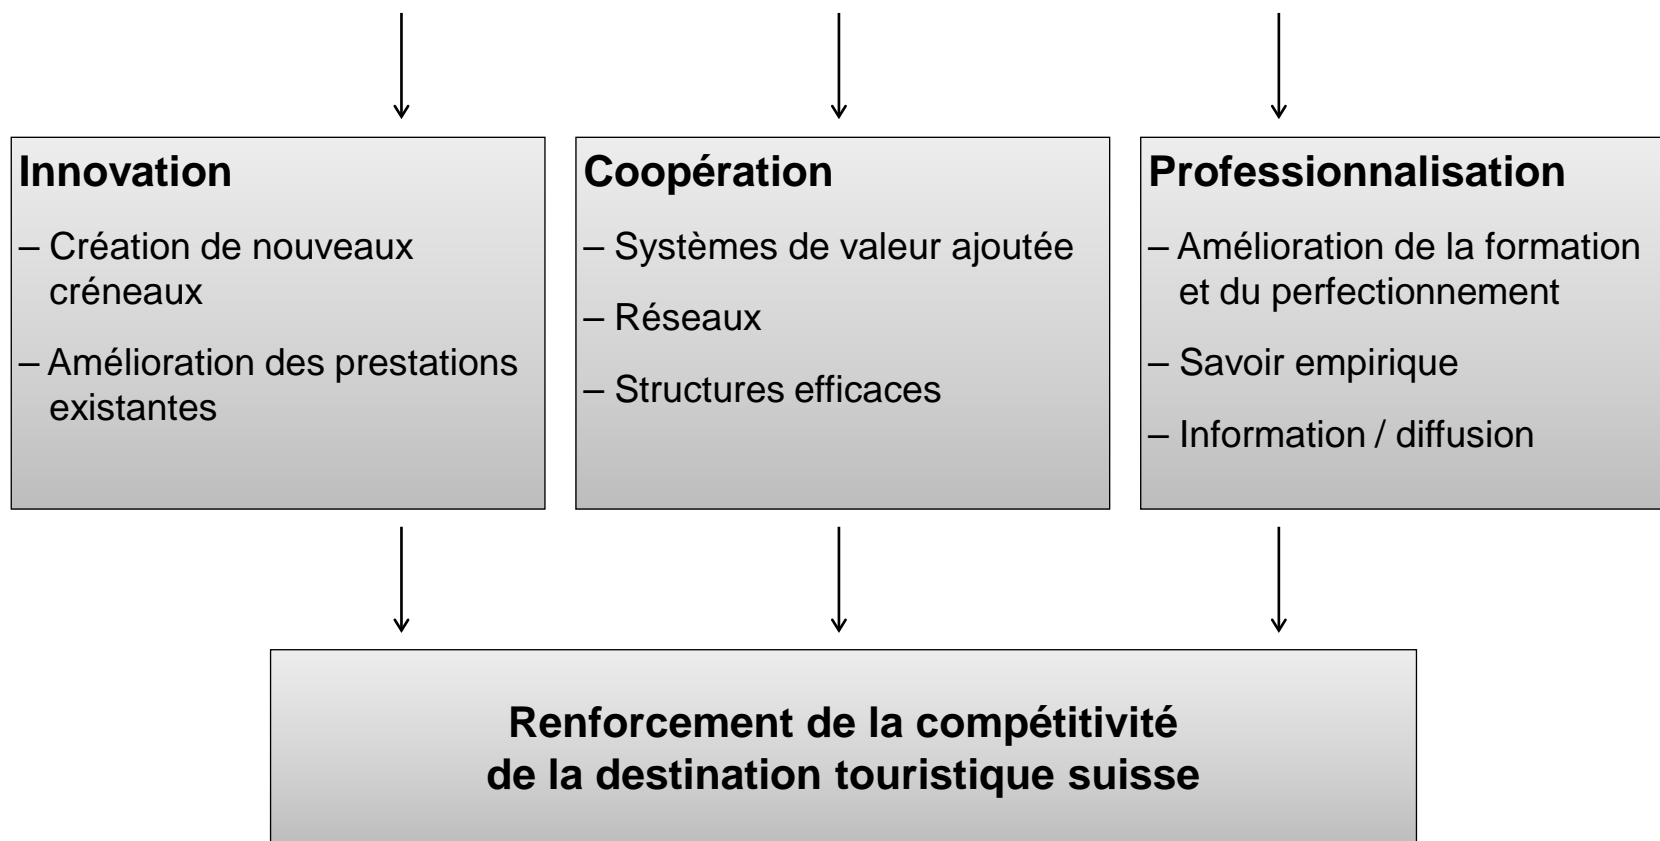 Innovation
– Création de nouveaux
créneaux
– Amélioration des prestations
existantes
Coopération
– Systèmes de valeur ajoutée
– Réseaux
– Structures efficaces
Professionnalisation
– Amélioration de la formation
et du perfectionnement
– Savoir empirique
– Information / diffusion
Renforcement de la compétitivité
de la destination touristique suisse